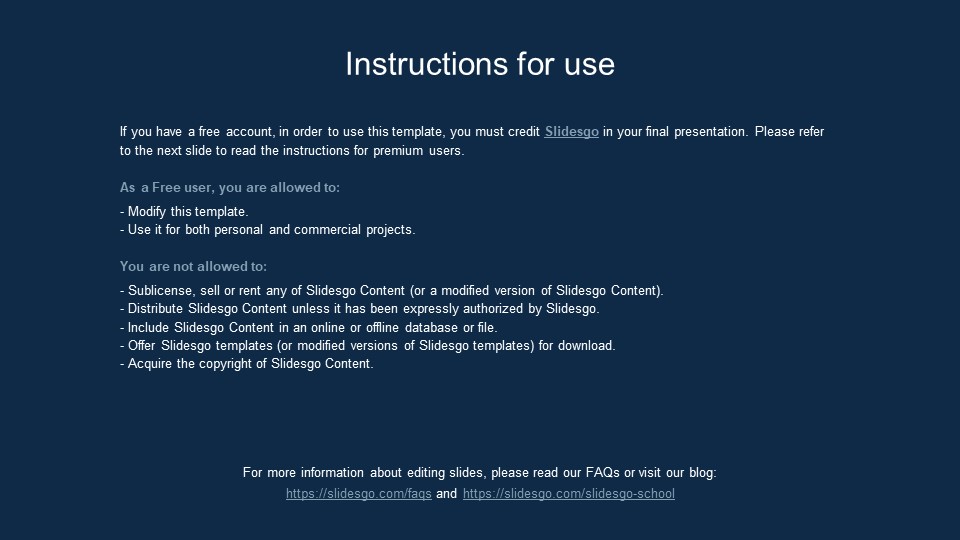 Instructions for use
If you have a free account, in order to use this template, you must credit Slidesgo in your final presentation. Please refer
to the next slide to read the instructions for premium users.
As a Free user, you are allowed to:
- Modify this template.
- Use it for both personal and commercial projects.
You are not allowed to:
- Sublicense, sell or rent any of Slidesgo Content (or a modified version of Slidesgo Content).
- Distribute Slidesgo Content unless it has been expressly authorized by Slidesgo.
- Include Slidesgo Content in an online or offline database or file.
- Offer Slidesgo templates (or modified versions of Slidesgo templates) for download.
- Acquire the copyright of Slidesgo Content.
For more information about editing slides, please read our FAQs or visit our blog:
https://slidesgo.com/faqs and https://slidesgo.com/slidesgo-school